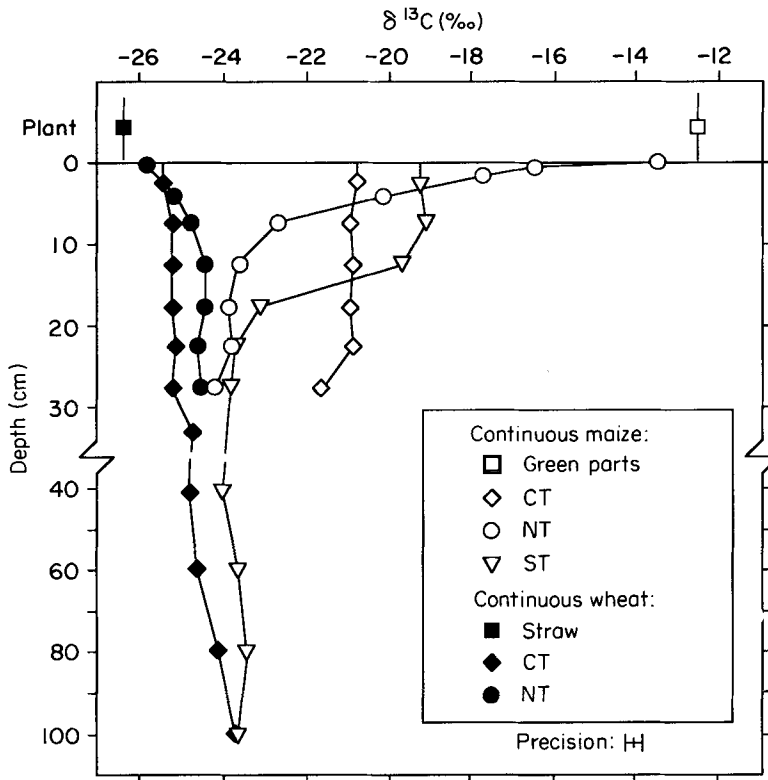 δ ¹³C (‰)
-26 -24 -22 -20 -18 -16 -14 -12
Plant
0
10
20
30
40
60
80
100
Depth (cm)
Continuous maize:
Green parts
CT
NT
ST
Continuous wheat:
Straw
CT
NT
Precision: